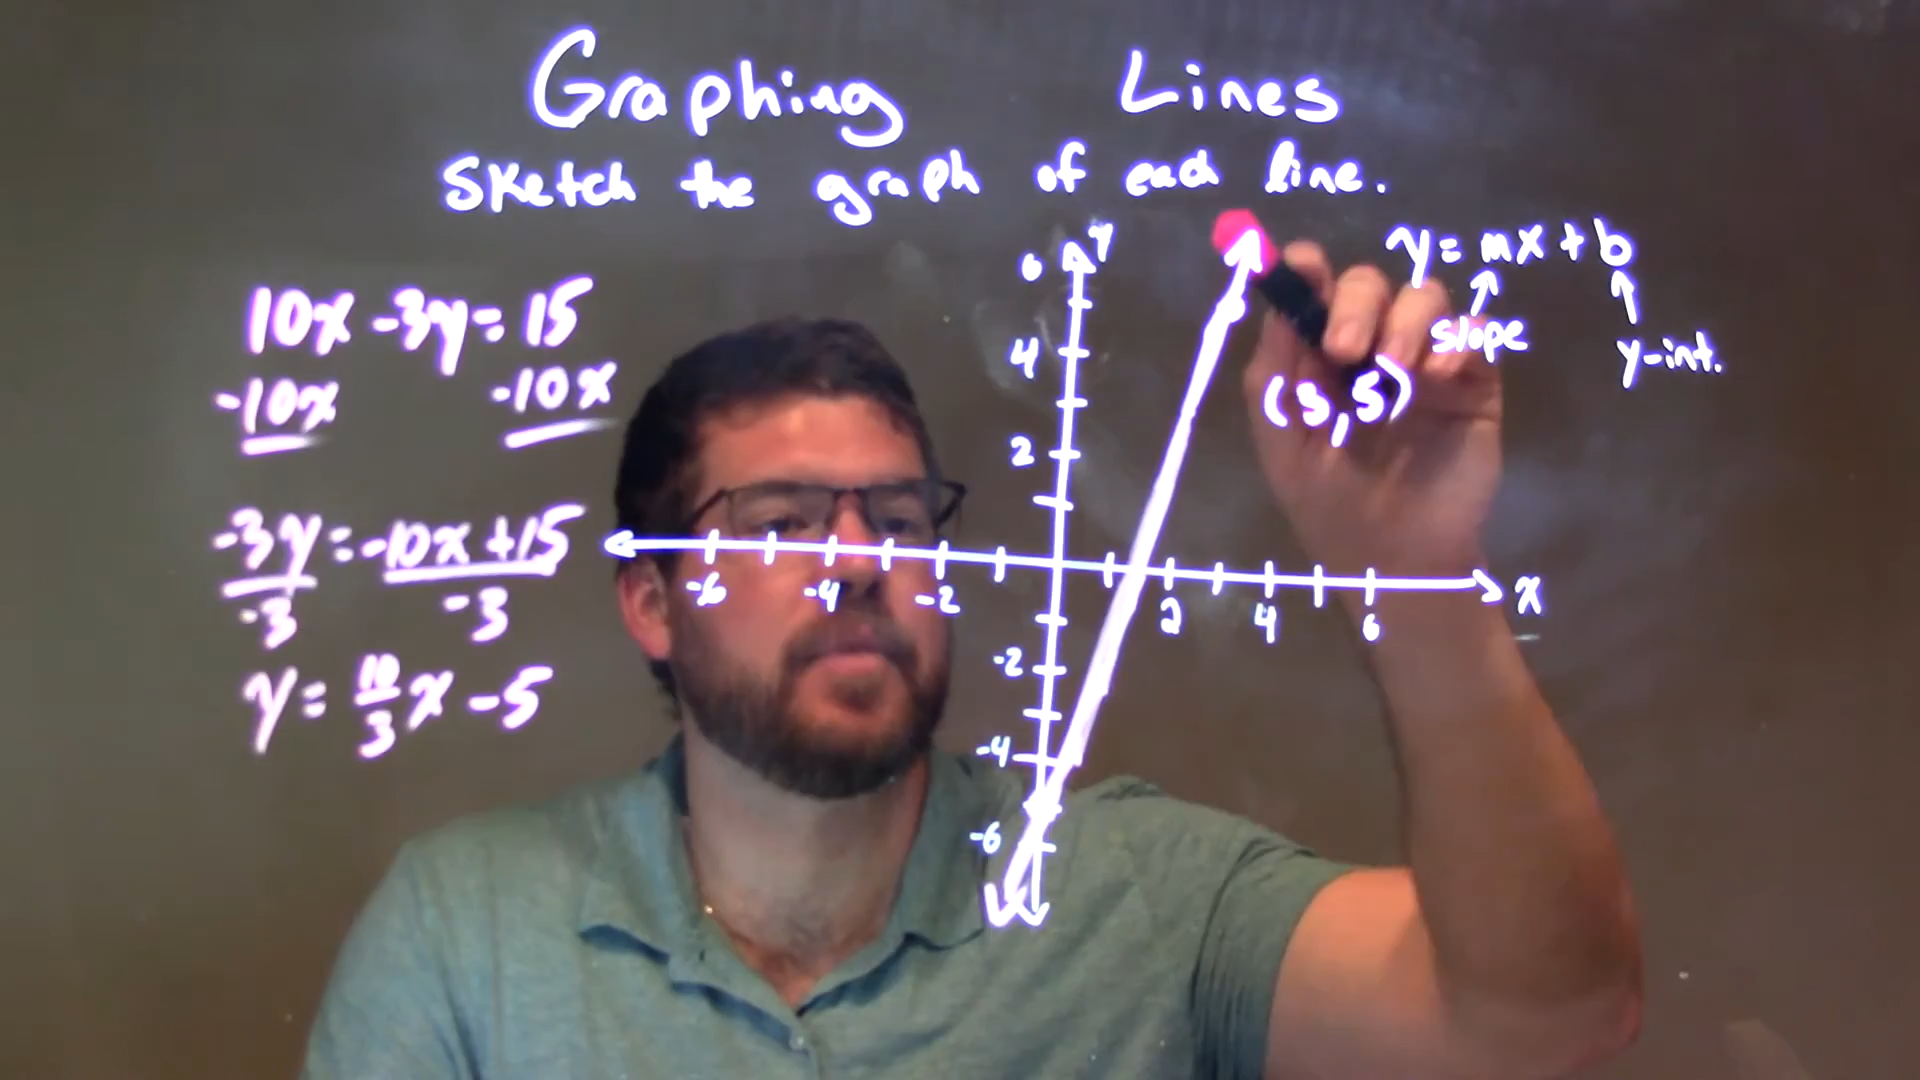 Graphing Lines
Sketch the graph of each line.
10x - 3y = 15
-10x -10x
-3y = -10x + 15
-3 -3
y = 10/3 x - 5
y = mx + b
slope
y-int.
(3,5)
y
6
4
2
-6 -4 -2 2 4 6 x
-2
-4
-6